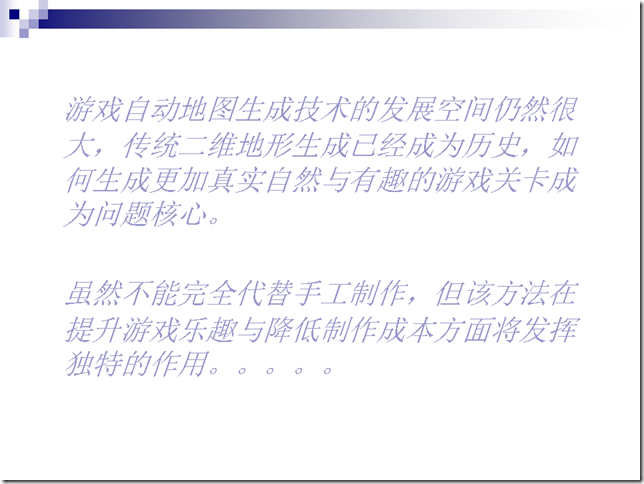 游戏自动地图生成技术的发展空间仍然很
大，传统二维地形生成已经成为历史，如
何生成更加真实自然与有趣的游戏关卡成
为问题核心。
虽然不能完全代替手工制作，但该方法在
提升游戏乐趣与降低制作成本方面将发挥
独特的作用。。。。。